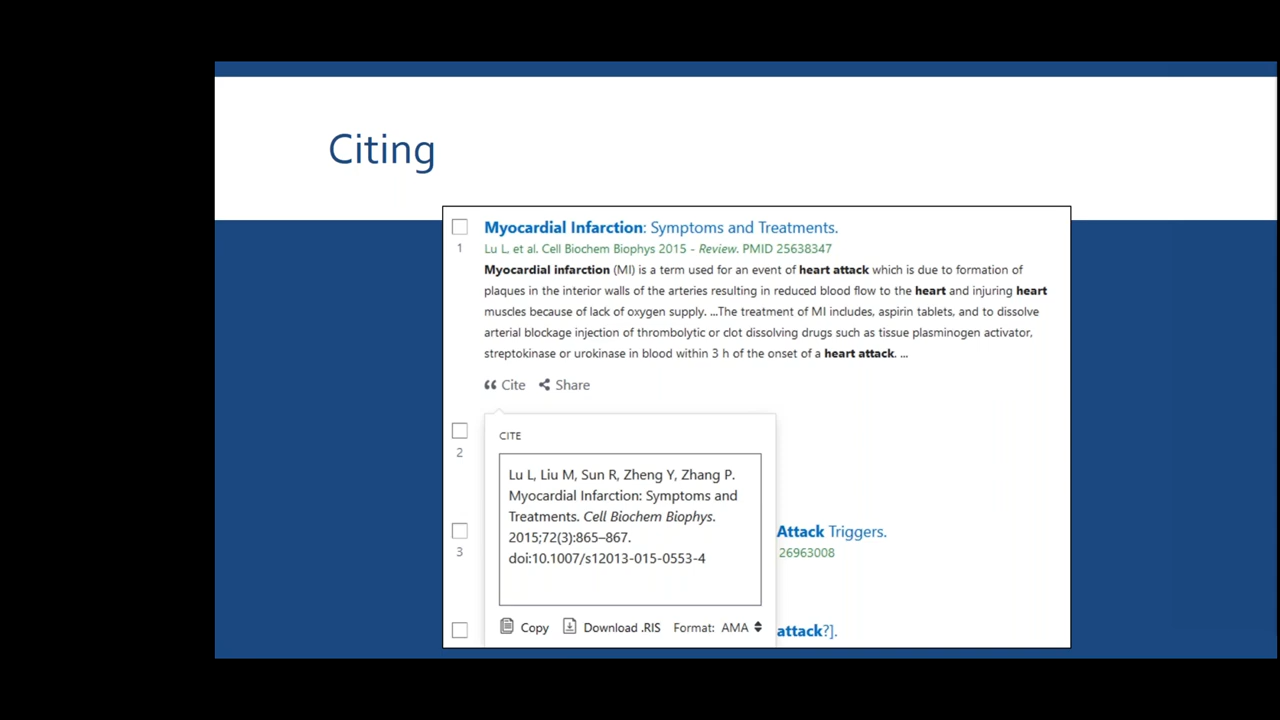 Citing
Myocardial Infarction: Symptoms and Treatments.
1
Lu L, et al. Cell Biochem Biophys 2015 - Review. PMID 25638347
Myocardial infarction (MI) is a term used for an event of heart attack which is due to formation of
plaques in the interior walls of the arteries resulting in reduced blood flow to the heart and injuring heart
muscles because of lack of oxygen supply. ...The treatment of MI includes, aspirin tablets, and to dissolve
arterial blockage injection of thrombolytic or clot dissolving drugs such as tissue plasminogen activator,
streptokinase or urokinase in blood within 3 h of the onset of a heart attack. ...
Cite Share
CITE
2
Lu L, Liu M, Sun R, Zheng Y, Zhang P.
Myocardial Infarction: Symptoms and
Treatments. Cell Biochem Biophys.
2015;72(3):865–867.
doi:10.1007/s12013-015-0553-4
Attack Triggers.
3
26963008
Copy Download .RIS Format: AMA
attack?].